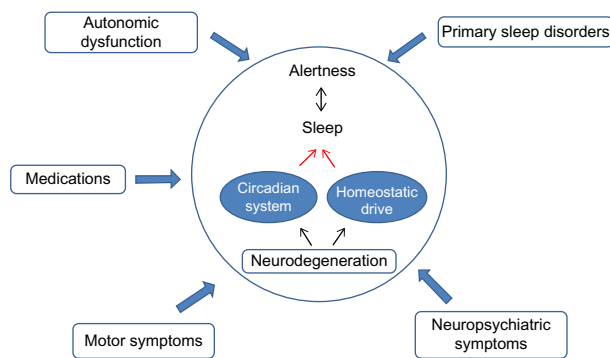 Autonomic
dysfunction
Primary sleep disorders
Alertness
Sleep
Medications
Circadian
system
Homeostatic
drive
Neurodegeneration
Motor symptoms
Neuropsychiatric
symptoms